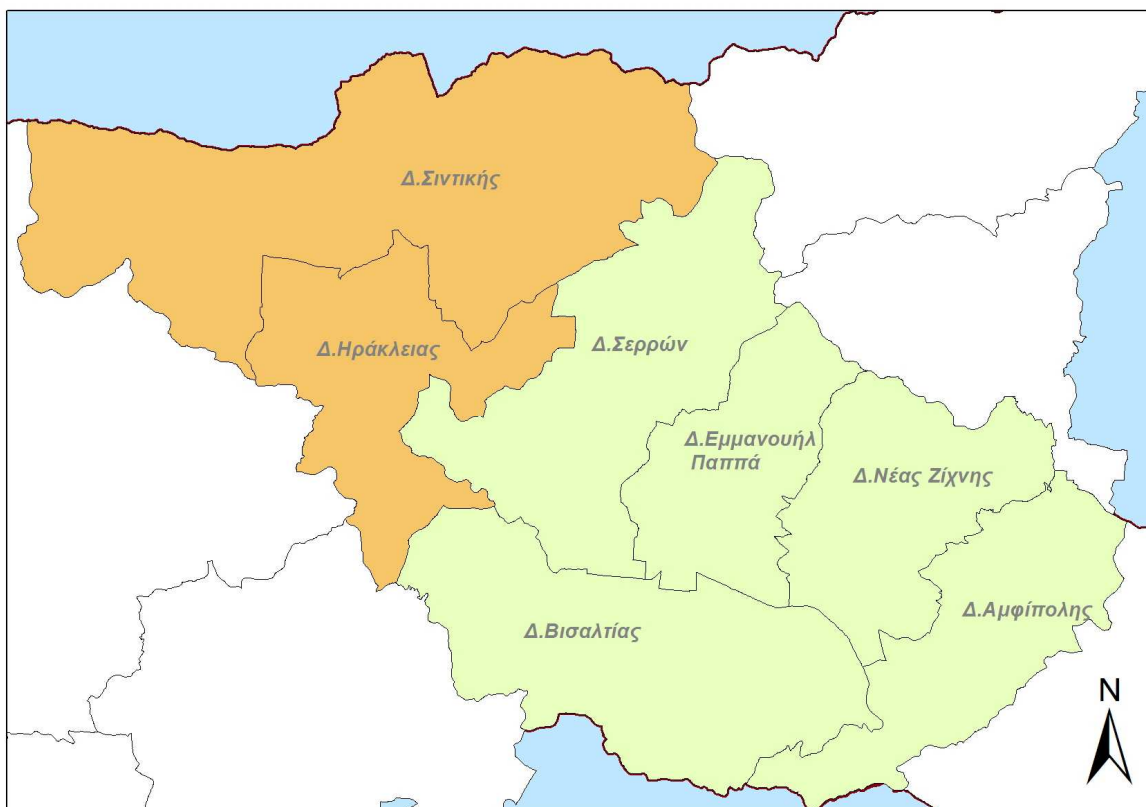 Δ.Σιντικής
Δ.Ηράκλειας
Δ.Σερρών
Δ.Εμμανουήλ
Παππά
Δ.Νέας Ζίχνης
Δ.Αμφίπολης
Δ.Βισαλτίας
N